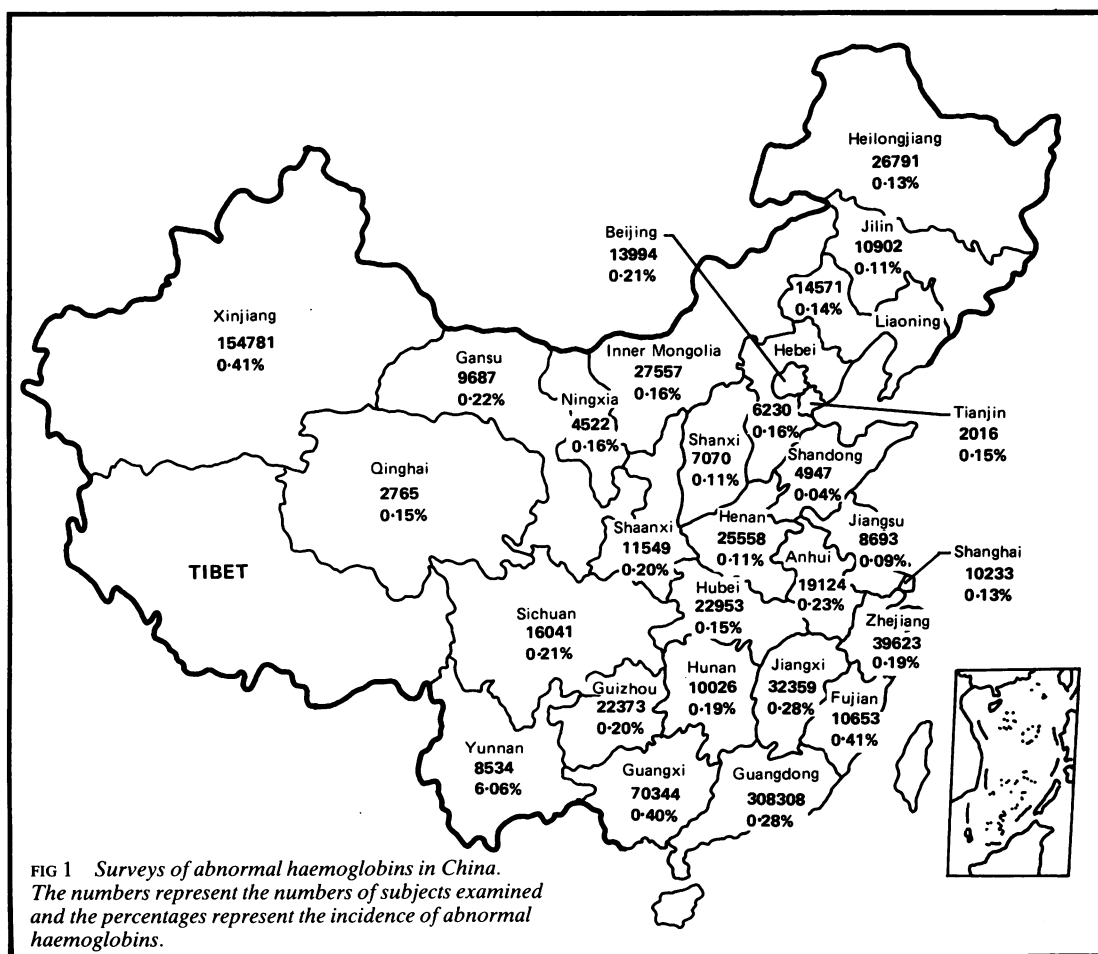 Heilongjiang
26791
0·13%
Jilin
10902
0·11%
Beijing
13994
0·21%
14571
0·14%
Liaoning
Xinjiang
154781
0·41%
Gansu
9687
0·22%
Inner Mongolia
27557
0·16%
Hebei
6230
0·16%
Ningxia
4522
0·16%
Tianjin
2016
0·15%
Shanxi
7070
0·11%
Shandong
4947
0·04%
Qinghai
2765
0·15%
Shaanxi
11549
0·20%
Henan
25558
0·11%
Jiangsu
8693
0·09%
Anhui
19124
0·23%
Shanghai
10233
0·13%
TIBET
Hubei
22953
0·15%
Sichuan
16041
0·21%
Zhejiang
39623
0·19%
Guizhou
22373
0·20%
Hunan
10026
0·19%
Jiangxi
32359
0·28%
Fujian
10653
0·41%
Yunnan
8534
6·06%
Guangxi
70344
0·40%
Guangdong
308308
0·28%
FIG 1 Surveys of abnormal haemoglobins in China.
The numbers represent the numbers of subjects examined
and the percentages represent the incidence of abnormal
haemoglobins.